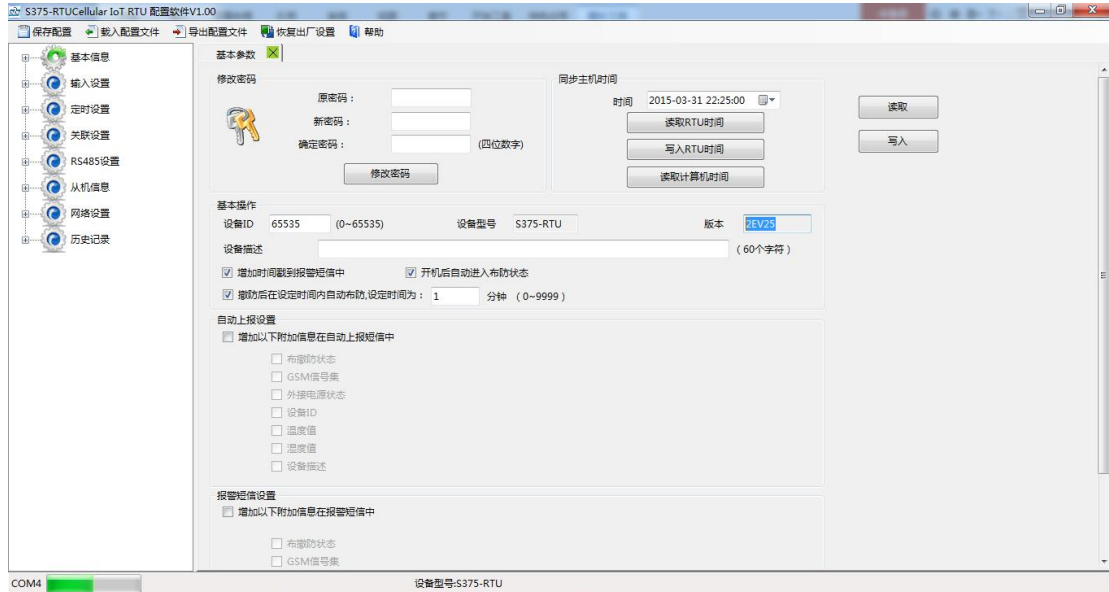 S375-RTUCellular IoT RTU 配置软件V1.00
保存配置 载入配置文件 导出配置文件 恢复出厂设置 帮助
基本信息
输入设置
定时设置
关联设置
RS485设置
从机信息
网络设置
历史记录
基本参数
修改密码
原密码：
新密码：
确定密码： (四位数字)
修改密码
同步主机时间
时间 2015-03-31 22:25:00
读取RTU时间
写入RTU时间
读取计算机时间
读取
写入
基本操作
设备ID 65535 (0~65535) 设备型号 S375-RTU 版本 2EV25
设备描述 (60个字符)
增加时间戳到报警短信中 开机后自动进入布防状态
撤防后在设定时间内自动布防,设定时间为： 1 分钟 (0~9999)
自动上报设置
增加以下附加信息在自动上报短信中
布撤防状态
GSM信号集
外接电源状态
设备ID
温度值
湿度值
设备描述
报警短信设置
增加以下附加信息在报警短信中
布撤防状态
GSM信号集
COM4 设备型号:S375-RTU